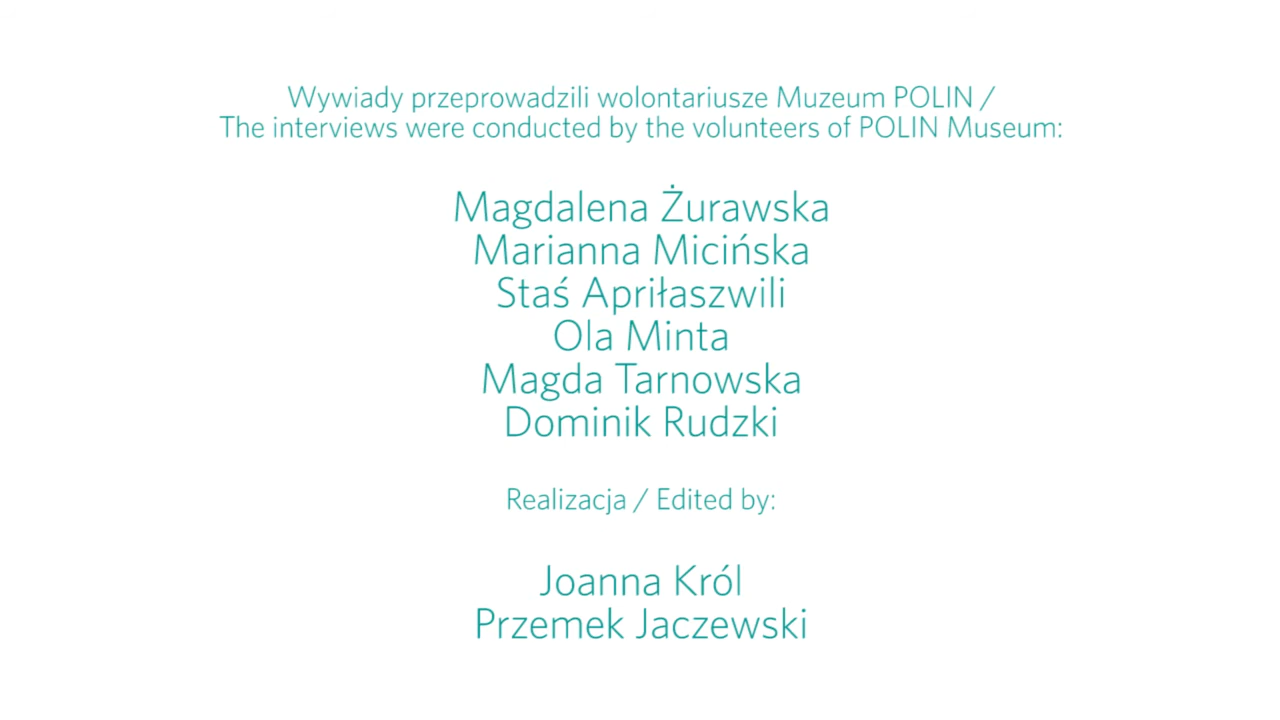 Wywiady przeprowadzili wolontariusze Muzeum POLIN /
The interviews were conducted by the volunteers of POLIN Museum:
Magdalena Żurawska
Marianna Micińska
Staś Apriłaszwili
Ola Minta
Magda Tarnowska
Dominik Rudzki
Realizacja / Edited by:
Joanna Król
Przemek Jaczewski